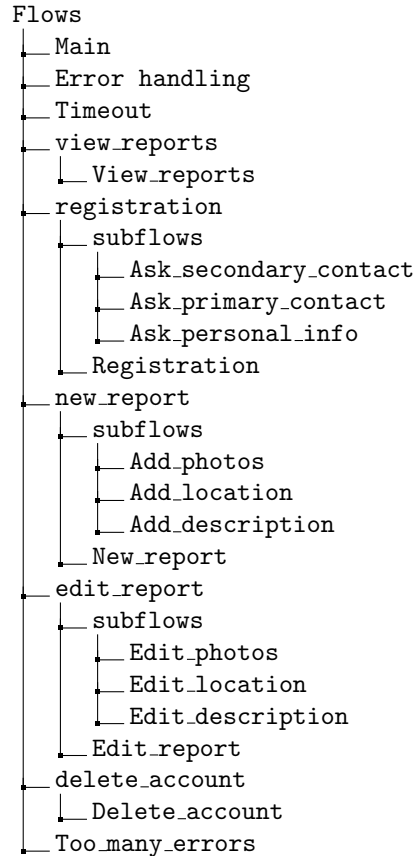 Flows
Main
Error handling
Timeout
view_reports
View_reports
registration
subflows
Ask_secondary_contact
Ask_primary_contact
Ask_personal_info
Registration
new_report
subflows
Add_photos
Add_location
Add_description
New_report
edit_report
subflows
Edit_photos
Edit_location
Edit_description
Edit_report
delete_account
Delete_account
Too_many_errors